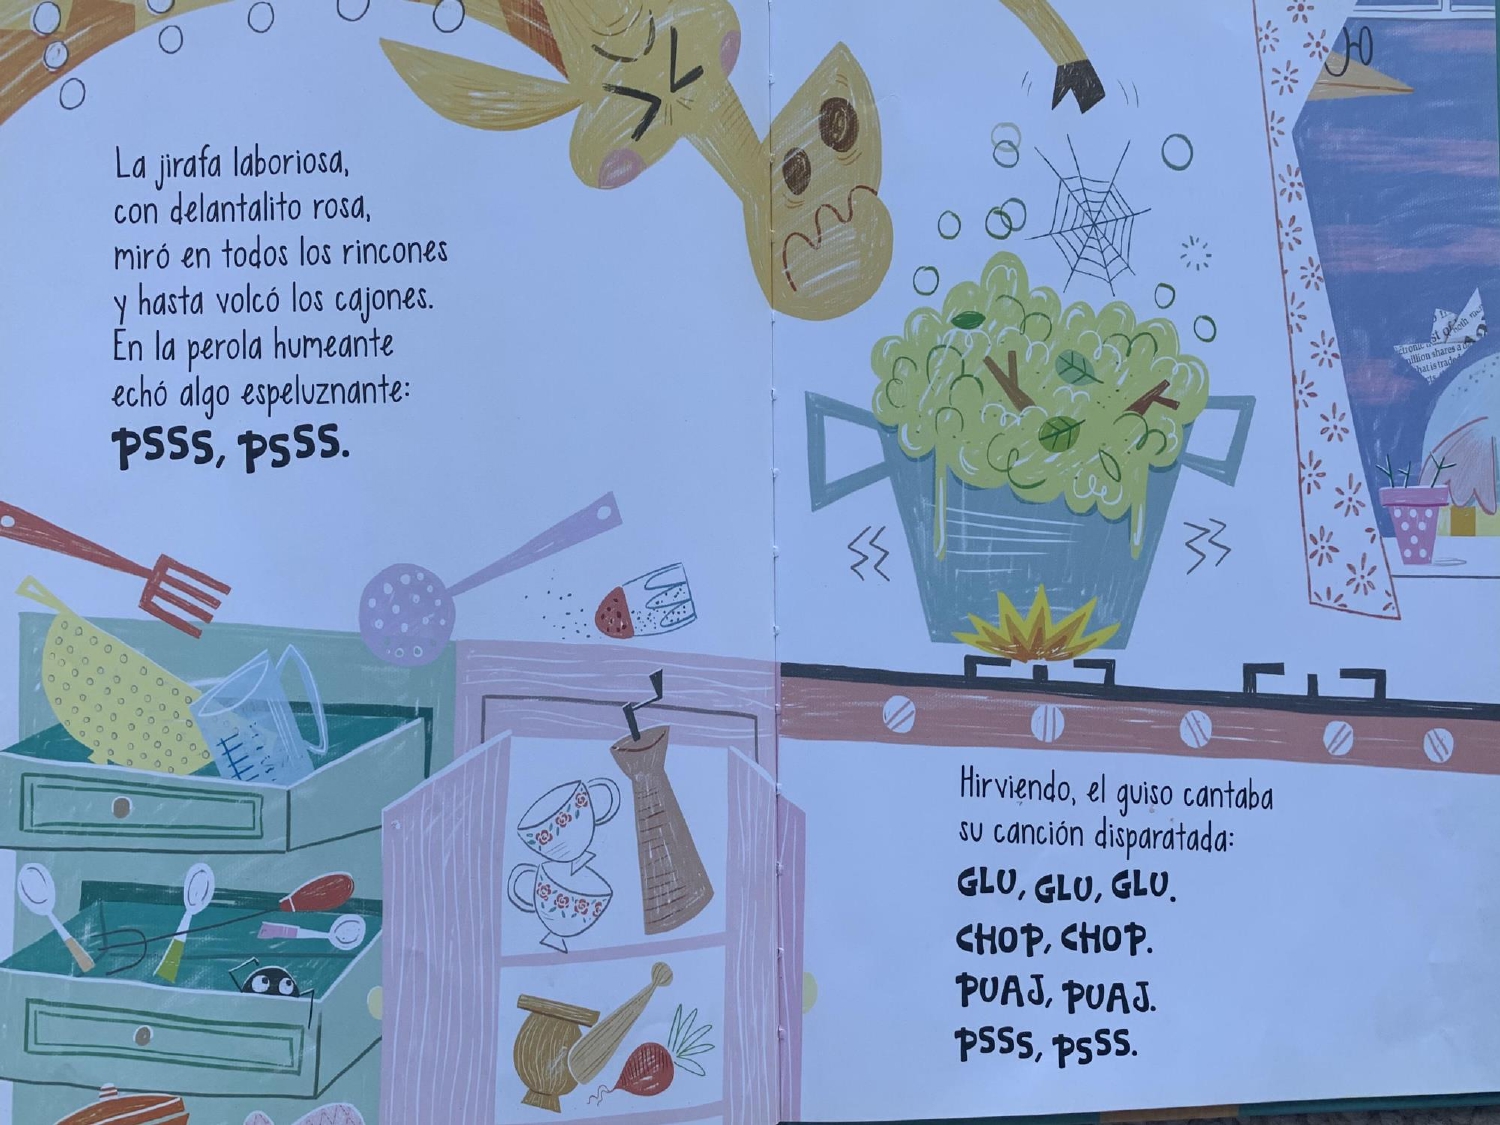 La jirafa laboriosa,
con delantalito rosa,
miró en todos los rincones
y hasta volcó los cajones.
En la perola humeante
echó algo espeluznante:
PSSS, PSSS.
Hirviendo, el guiso cantaba
su canción disparatada:
GLU, GLU, GLU.
CHOP, CHOP.
PUAJ, PUAJ.
PSSS, PSSS.